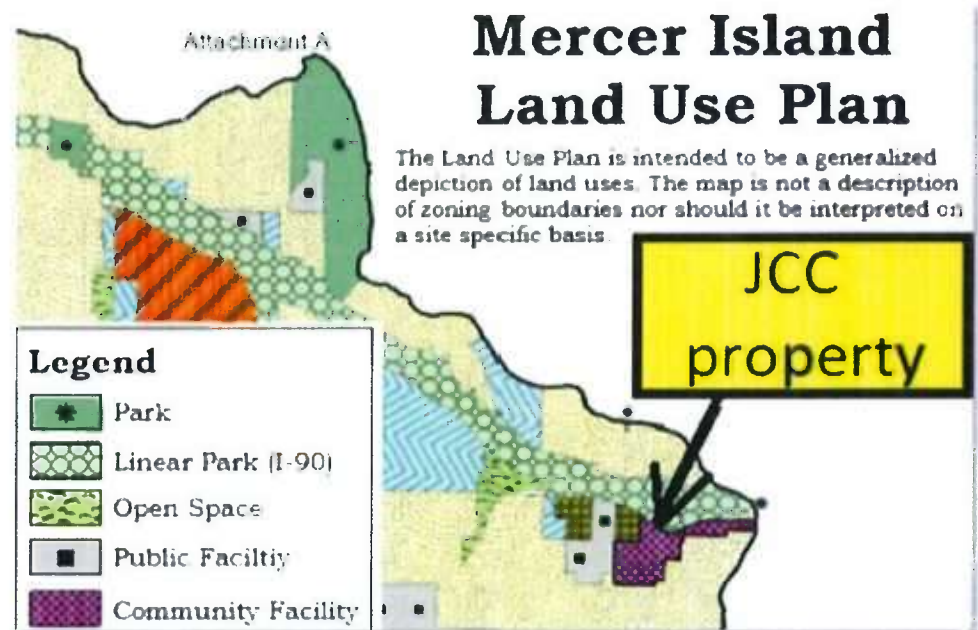 Attachment A
Mercer Island
Land Use Plan
The Land Use Plan is intended to be a generalized
depiction of land uses. The map is not a description
of zoning boundaries nor should it be interpreted on
a site specific basis
JCC
property
Legend
Park
Linear Park (I-90)
Open Space
Public Faciltiy
Community Facility